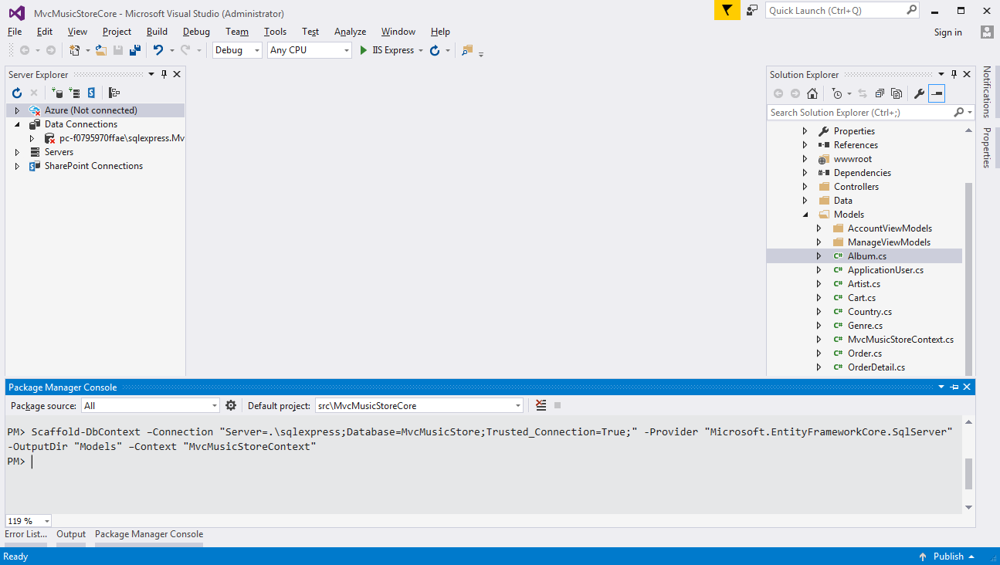 MvcMusicStoreCore - Microsoft Visual Studio (Administrator)
Quick Launch (Ctrl+Q)
File Edit View Project Build Debug Team Tools Test Analyze Window Help
Sign in
Debug Any CPU IIS Express
Server Explorer
Azure (Not connected)
Data Connections
pc-f0795970ffae\sqlexpress.Mv
Servers
SharePoint Connections
Solution Explorer
Search Solution Explorer (Ctrl+;)
Properties
References
wwwroot
Dependencies
Controllers
Data
Models
AccountViewModels
ManageViewModels
C# Album.cs
C# ApplicationUser.cs
C# Artist.cs
C# Cart.cs
C# Country.cs
C# Genre.cs
C# MvcMusicStoreContext.cs
C# Order.cs
C# OrderDetail.cs
Notifications
Properties
Package Manager Console
Package source: All Default project: src\MvcMusicStoreCore
PM> Scaffold-DbContext –Connection "Server=.\sqlexpress;Database=MvcMusicStore;Trusted_Connection=True;" -Provider "Microsoft.EntityFrameworkCore.SqlServer"
-OutputDir "Models" –Context "MvcMusicStoreContext"
PM>
119 %
Error List... Output Package Manager Console
Ready Publish